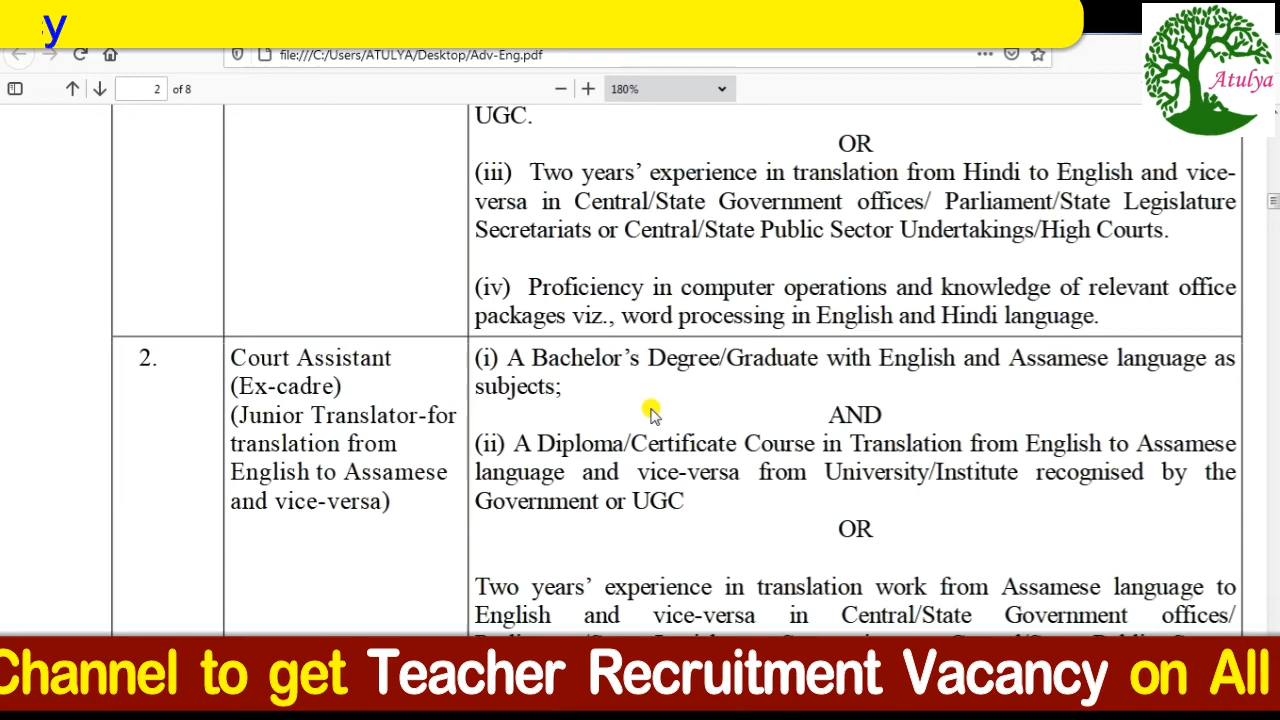 y
file:///C:/Users/ATULYA/Desktop/Adv-Eng.pdf
Atulya
2 of 8
180%
UGC.
OR
(iii) Two years’ experience in translation from Hindi to English and vice-
versa in Central/State Government offices/ Parliament/State Legislature
Secretariats or Central/State Public Sector Undertakings/High Courts.
(iv) Proficiency in computer operations and knowledge of relevant office
packages viz., word processing in English and Hindi language.
2.
Court Assistant
(Ex-cadre)
(Junior Translator-for
translation from
English to Assamese
and vice-versa)
(i) A Bachelor’s Degree/Graduate with English and Assamese language as
subjects;
AND
(ii) A Diploma/Certificate Course in Translation from English to Assamese
language and vice-versa from University/Institute recognised by the
Government or UGC
OR
Two years’ experience in translation work from Assamese language to
English and vice-versa in Central/State Government offices/
Channel to get Teacher Recruitment Vacancy on All